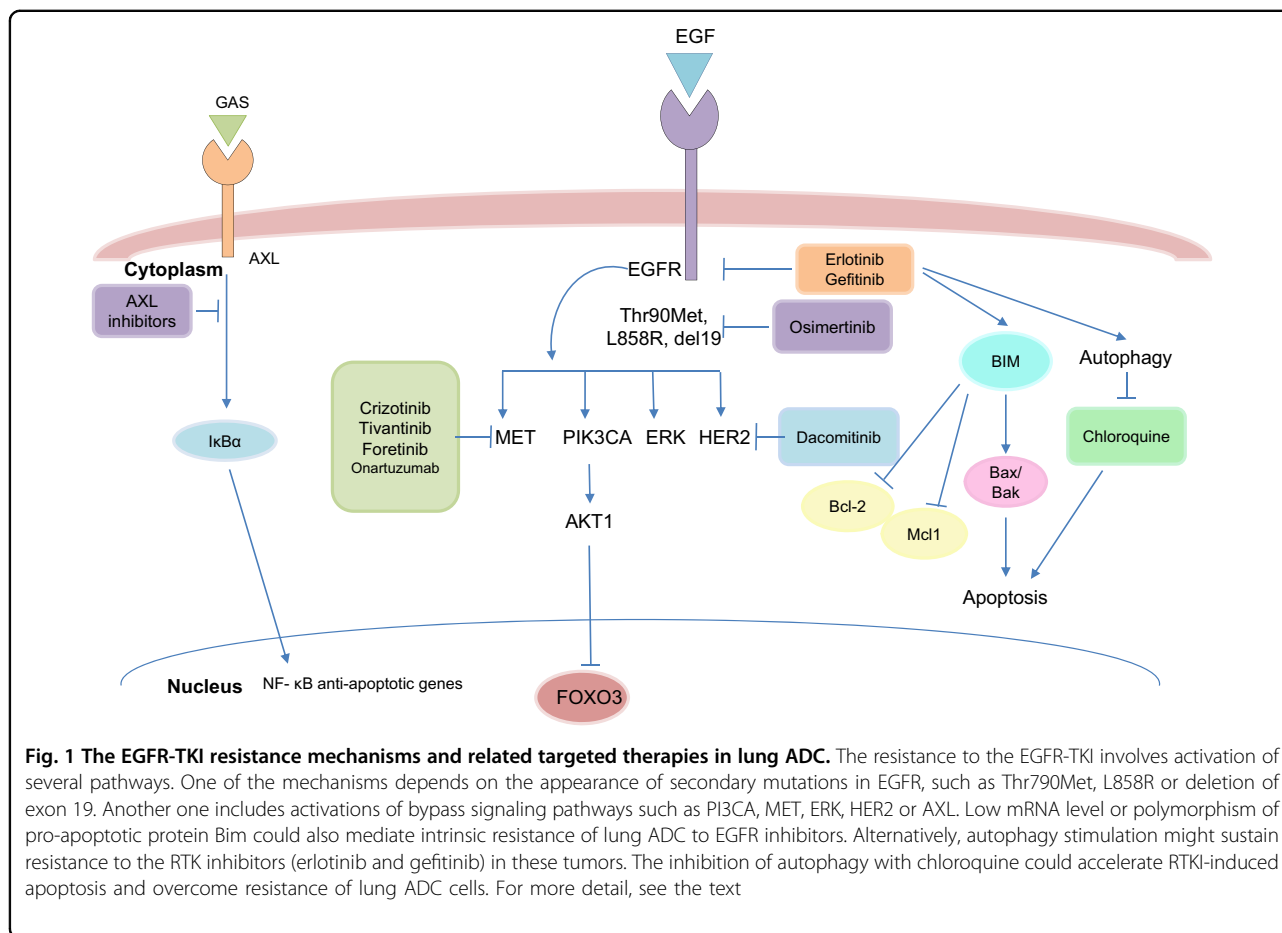 EGF
GAS
AXL
Cytoplasm
AXL
inhibitors
EGFR
Erlotinib
Gefitinib
Thr90Met,
L858R, del19
Osimertinib
BIM
Autophagy
Crizotinib
Tivantinib
Foretinib
Onartuzumab
MET
PIK3CA
ERK
HER2
Dacomitinib
Chloroquine
IκBα
Bax/
Bak
Bcl-2
Mcl1
AKT1
Apoptosis
Nucleus
NF- κB anti-apoptotic genes
FOXO3
Fig. 1 The EGFR-TKI resistance mechanisms and related targeted therapies in lung ADC. The resistance to the EGFR-TKI involves activation of
several pathways. One of the mechanisms depends on the appearance of secondary mutations in EGFR, such as Thr790Met, L858R or deletion of
exon 19. Another one includes activations of bypass signaling pathways such as PI3CA, MET, ERK, HER2 or AXL. Low mRNA level or polymorphism of
pro-apoptotic protein Bim could also mediate intrinsic resistance of lung ADC to EGFR inhibitors. Alternatively, autophagy stimulation might sustain
resistance to the RTK inhibitors (erlotinib and gefitinib) in these tumors. The inhibition of autophagy with chloroquine could accelerate RTKI-induced
apoptosis and overcome resistance of lung ADC cells. For more detail, see the text